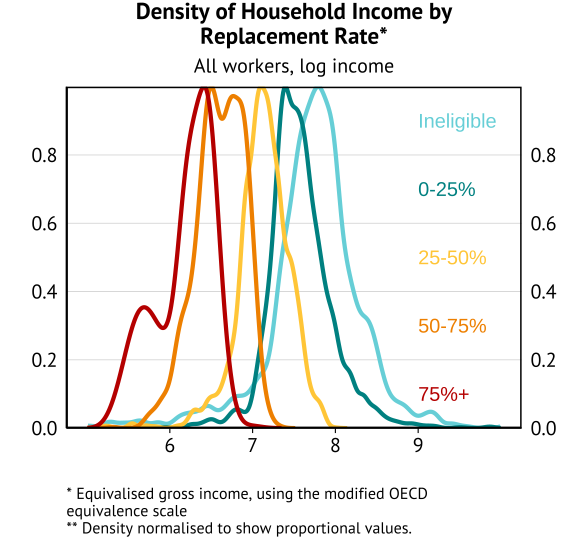 Density of Household Income by
Replacement Rate*
All workers, log income
Ineligible
0.8 0.8
0-25%
0.6 0.6
25-50%
0.4 0.4
50-75%
0.2 0.2
75%+
0.0 0.0
6 7 8 9
* Equivalised gross income, using the modified OECD
equivalence scale
** Density normalised to show proportional values.